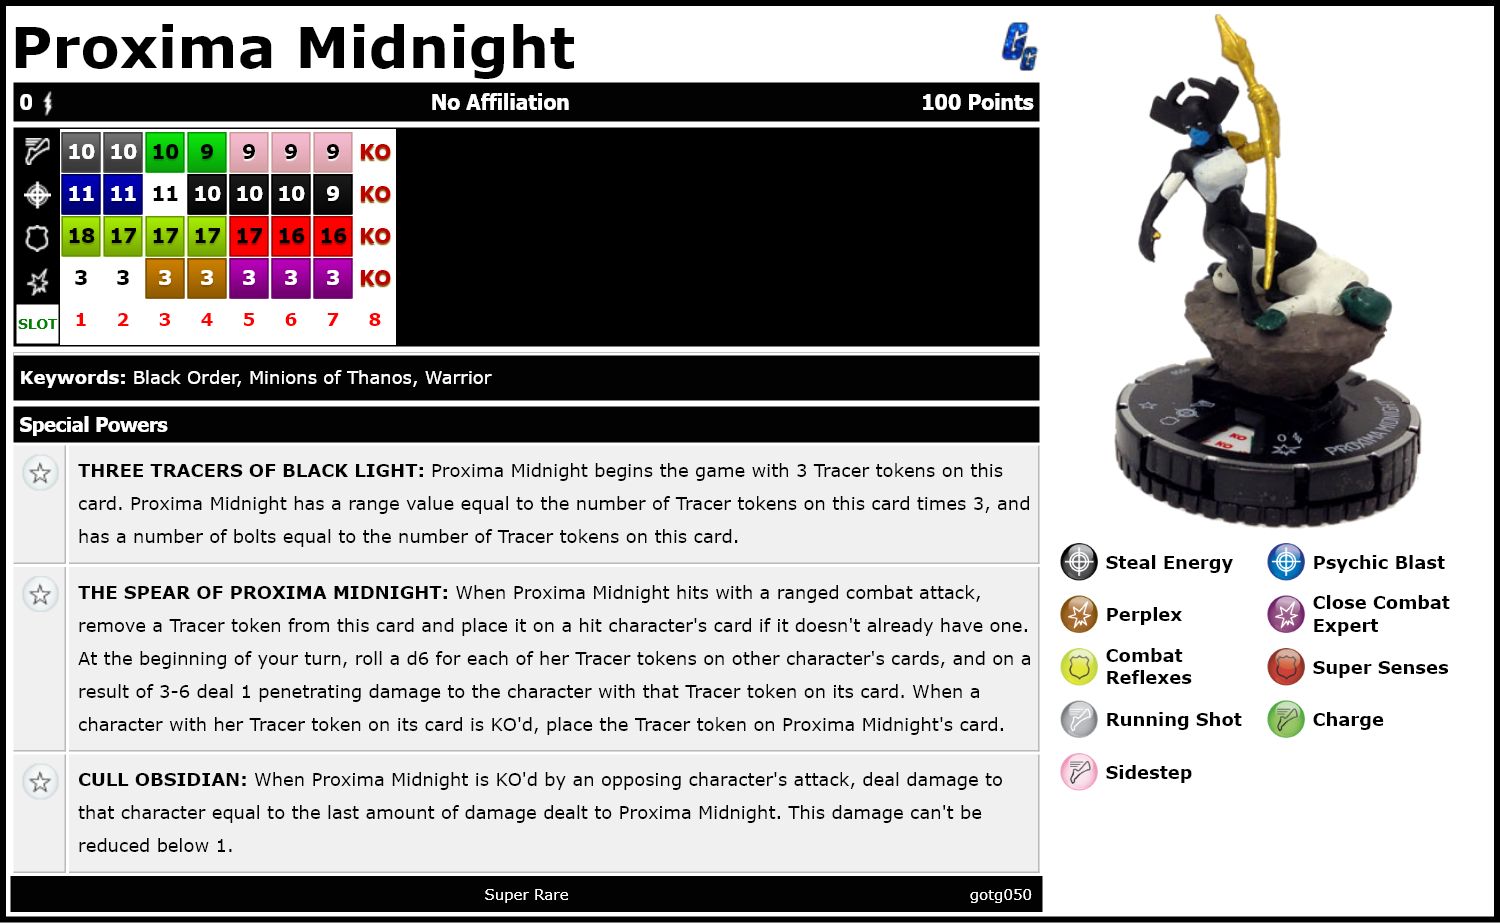 Proxima Midnight
GG
0 No Affiliation 100 Points
10 10 10 9 9 9 9 KO
11 11 11 10 10 10 9 KO
18 17 17 17 17 16 16 KO
3 3 3 3 3 3 3 KO
SLOT 1 2 3 4 5 6 7 8
Keywords: Black Order, Minions of Thanos, Warrior
Special Powers
THREE TRACERS OF BLACK LIGHT: Proxima Midnight begins the game with 3 Tracer tokens on this
card. Proxima Midnight has a range value equal to the number of Tracer tokens on this card times 3, and
has a number of bolts equal to the number of Tracer tokens on this card.
THE SPEAR OF PROXIMA MIDNIGHT: When Proxima Midnight hits with a ranged combat attack,
remove a Tracer token from this card and place it on a hit character's card if it doesn't already have one.
At the beginning of your turn, roll a d6 for each of her Tracer tokens on other character's cards, and on a
result of 3-6 deal 1 penetrating damage to the character with that Tracer token on its card. When a
character with her Tracer token on its card is KO'd, place the Tracer token on Proxima Midnight's card.
CULL OBSIDIAN: When Proxima Midnight is KO'd by an opposing character's attack, deal damage to
that character equal to the last amount of damage dealt to Proxima Midnight. This damage can't be
reduced below 1.
Super Rare gotg050
KO
KO
0
PROXIMA MIDNIGHT
Steal Energy
Psychic Blast
Perplex
Close Combat
Expert
Combat
Reflexes
Super Senses
Running Shot
Charge
Sidestep